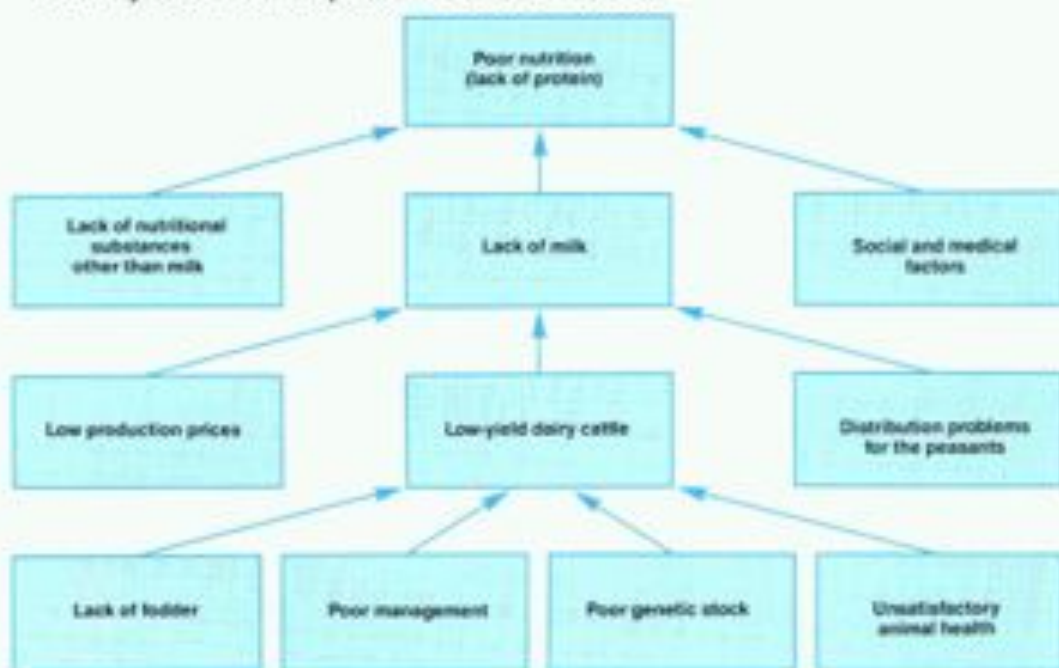 Poor nutrition
(lack of protein)
Lack of nutritional
substances
other than milk
Lack of milk
Social and medical
factors
Low production prices
Low-yield dairy cattle
Distribution problems
for the peasants
Lack of fodder
Poor management
Poor genetic stock
Unsatisfactory
animal health